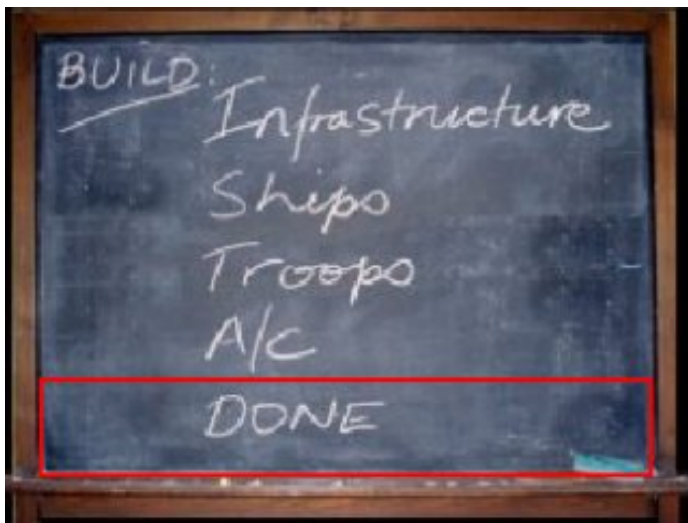 BUILD:
Infrastructure
Ships
Troops
A/C
DONE